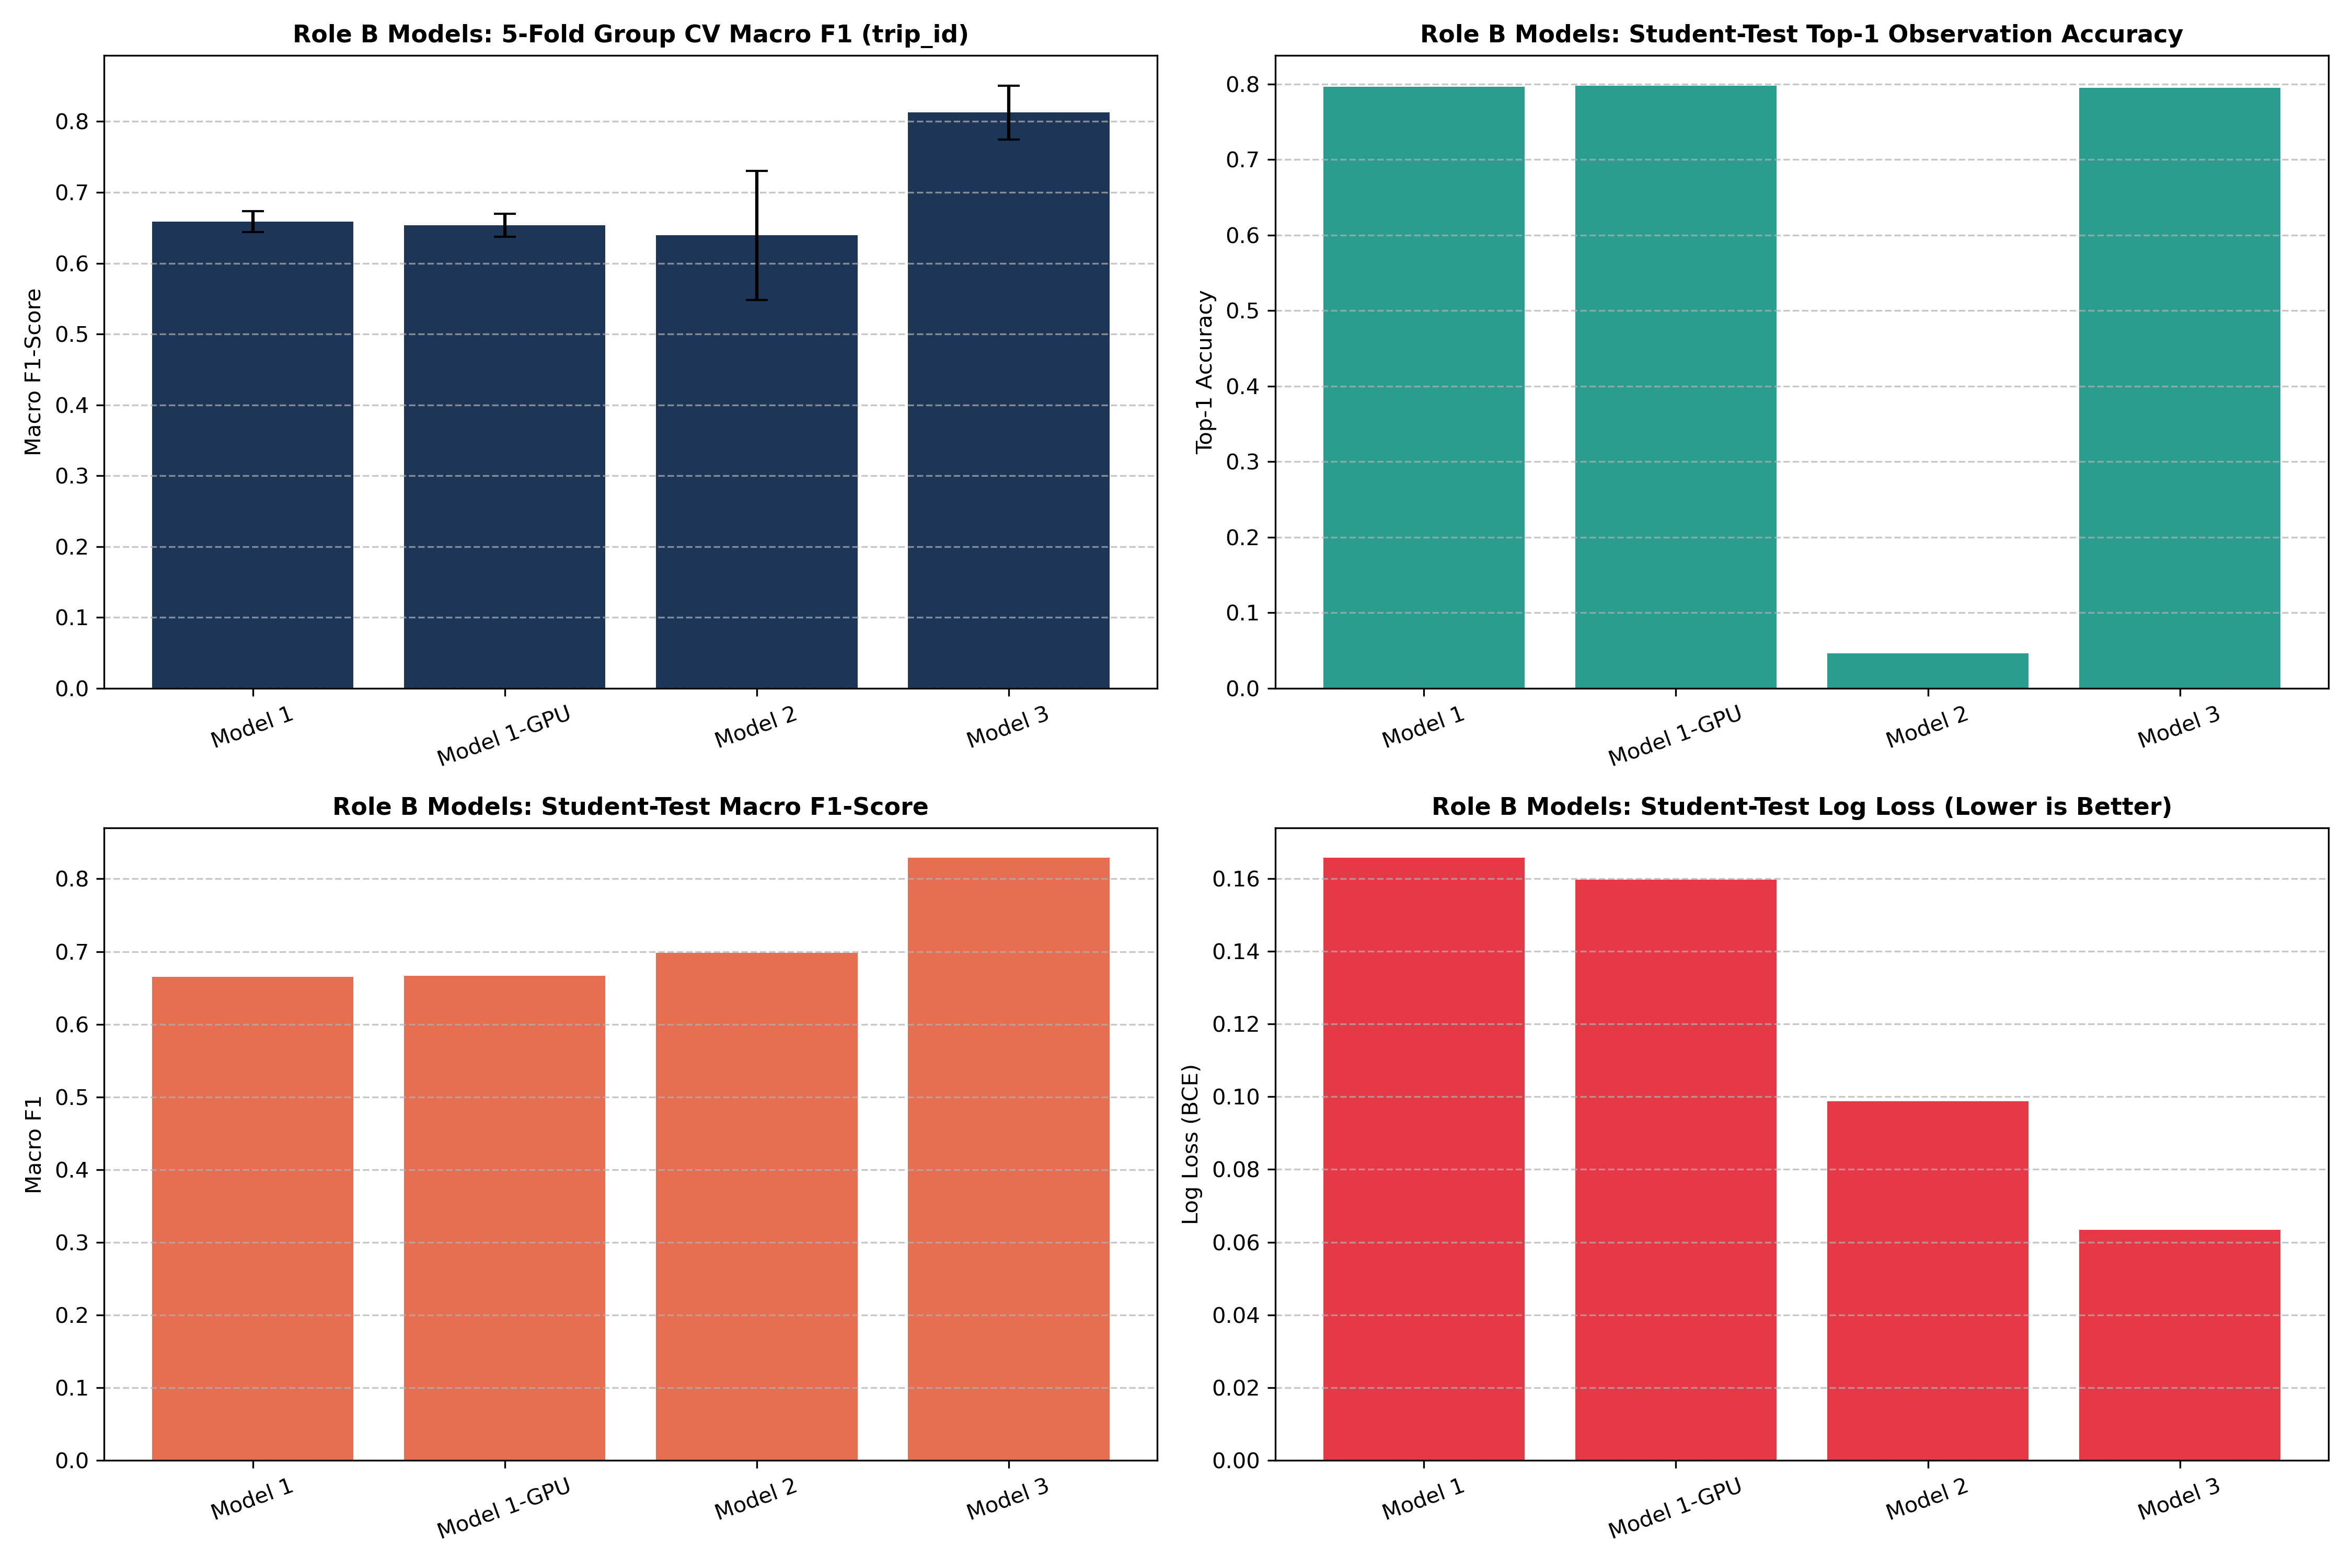 Role B Models: 5-Fold Group CV Macro F1 (trip_id)
Macro F1-Score
0.8
0.7
0.6
0.5
0.4
0.3
0.2
0.1
0.0
Model 1
Model 1-GPU
Model 2
Model 3
Role B Models: Student-Test Top-1 Observation Accuracy
Top-1 Accuracy
0.8
0.7
0.6
0.5
0.4
0.3
0.2
0.1
0.0
Model 1
Model 1-GPU
Model 2
Model 3
Role B Models: Student-Test Macro F1-Score
Macro F1
0.8
0.7
0.6
0.5
0.4
0.3
0.2
0.1
0.0
Model 1
Model 1-GPU
Model 2
Model 3
Role B Models: Student-Test Log Loss (Lower is Better)
Log Loss (BCE)
0.16
0.14
0.12
0.10
0.08
0.06
0.04
0.02
0.00
Model 1
Model 1-GPU
Model 2
Model 3